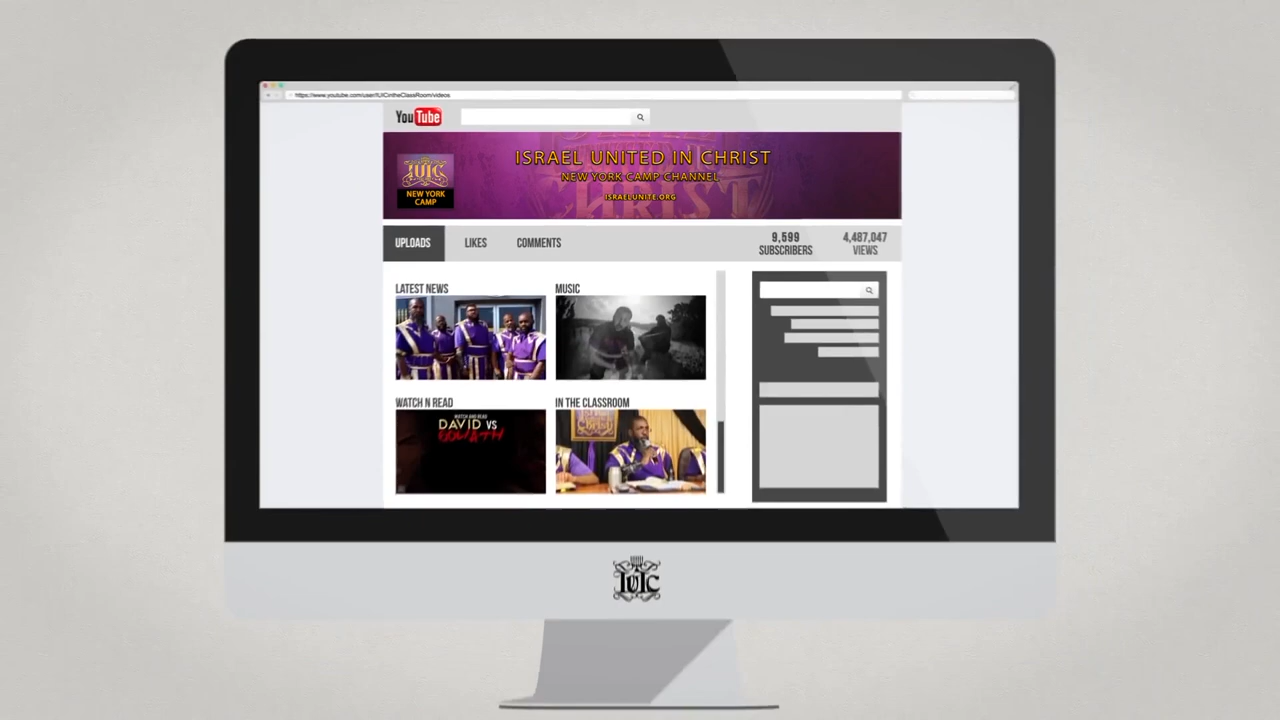 https://www.youtube.com/user/IUICintheClassRoom/videos
YouTube
ISRAEL UNITED IN CHRIST
NEW YORK CAMP CHANNEL
ISRAELUNITE.ORG
IUIC
NEW YORK
CAMP
UPLOADS
LIKES
COMMENTS
9,599
SUBSCRIBERS
4,487,047
VIEWS
LATEST NEWS
MUSIC
WATCH N READ
IN THE CLASSROOM
WATCH AND READ
DAVID VS
GOLIATH
CHRIST
IUIC